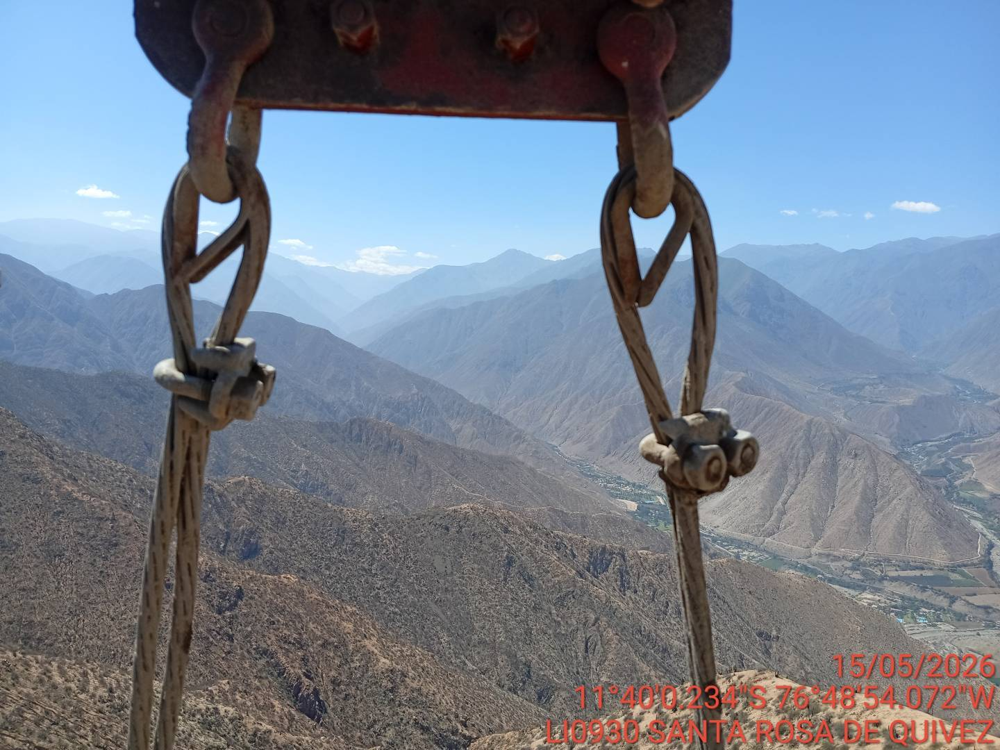 15/05/2026
11°40'0.234"S 76°48'54.072"W
LI0930 SANTA ROSA DE QUIVEZ